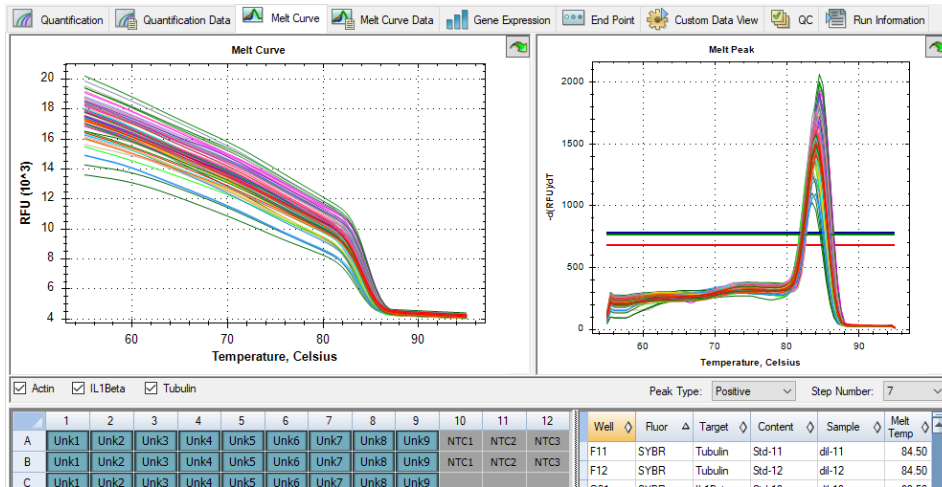 Quantification Quantification Data Melt Curve Melt Curve Data Gene Expression End Point Custom Data View QC Run Information
Melt Curve
20
18
16
14
12
10
8
6
4
RFU (10^3)
60 70 80 90
Temperature, Celsius
Melt Peak
2000
1500
1000
500
0
-d(RFU)/dT
60 70 80 90
Temperature, Celsius
Actin IL1Beta Tubulin Peak Type: Positive Step Number: 7
1 2 3 4 5 6 7 8 9 10 11 12
A Unk1 Unk2 Unk3 Unk4 Unk5 Unk6 Unk7 Unk8 Unk9 NTC1 NTC2 NTC3
B Unk1 Unk2 Unk3 Unk4 Unk5 Unk6 Unk7 Unk8 Unk9 NTC1 NTC2 NTC3
C Unk1 Unk2 Unk3 Unk4 Unk5 Unk6 Unk7 Unk8 Unk9
Well Fluor Target Content Sample Melt Temp
F11 SYBR Tubulin Std-11 dil-11 84.50
F12 SYBR Tubulin Std-12 dil-12 84.50